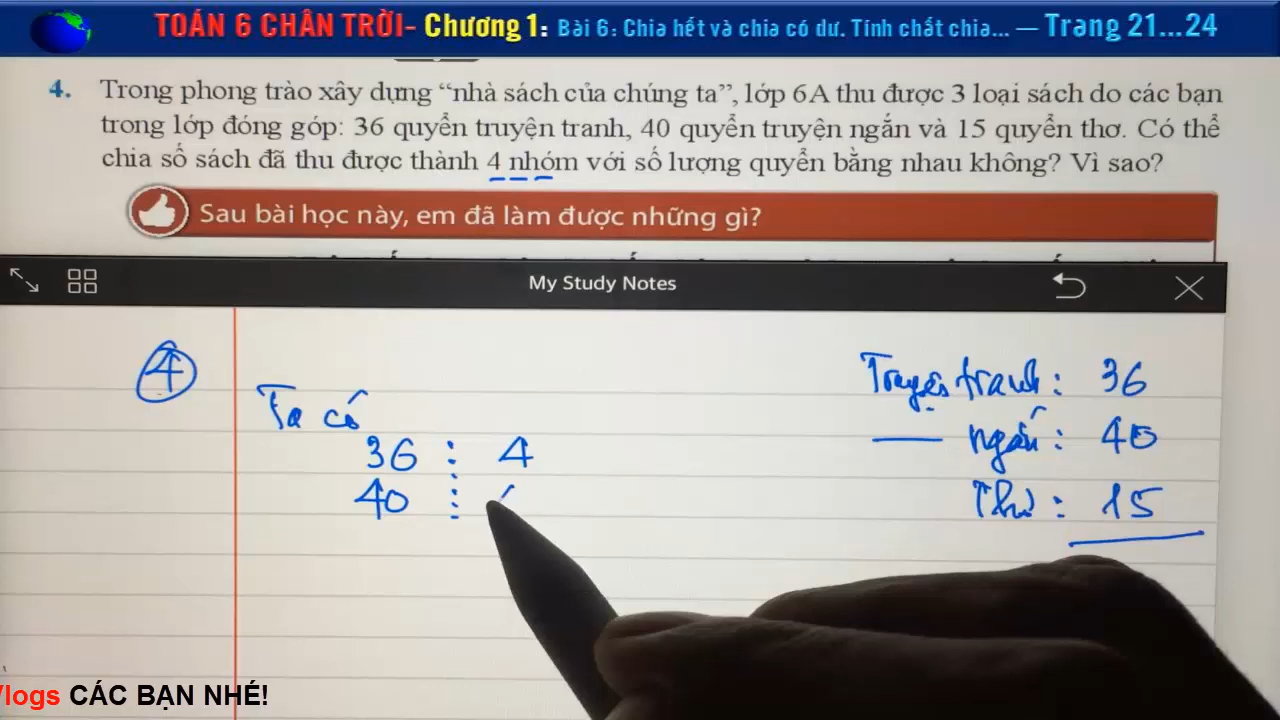 TOÁN 6 CHÂN TRỜI- Chương 1: Bài 6: Chia hết và chia có dư. Tính chất chia... — Trang 21...24
4. Trong phong trào xây dựng “nhà sách của chúng ta”, lớp 6A thu được 3 loại sách do các bạn
trong lớp đóng góp: 36 quyển truyện tranh, 40 quyển truyện ngắn và 15 quyển thơ. Có thể
chia số sách đã thu được thành 4 nhóm với số lượng quyển bằng nhau không? Vì sao?
Sau bài học này, em đã làm được những gì?
My Study Notes
4
Truyện tranh: 36
Ta có
36 ⋮ 4
ngắn: 40
40 ⋮
Thơ: 15
Vlogs CÁC BẠN NHÉ!